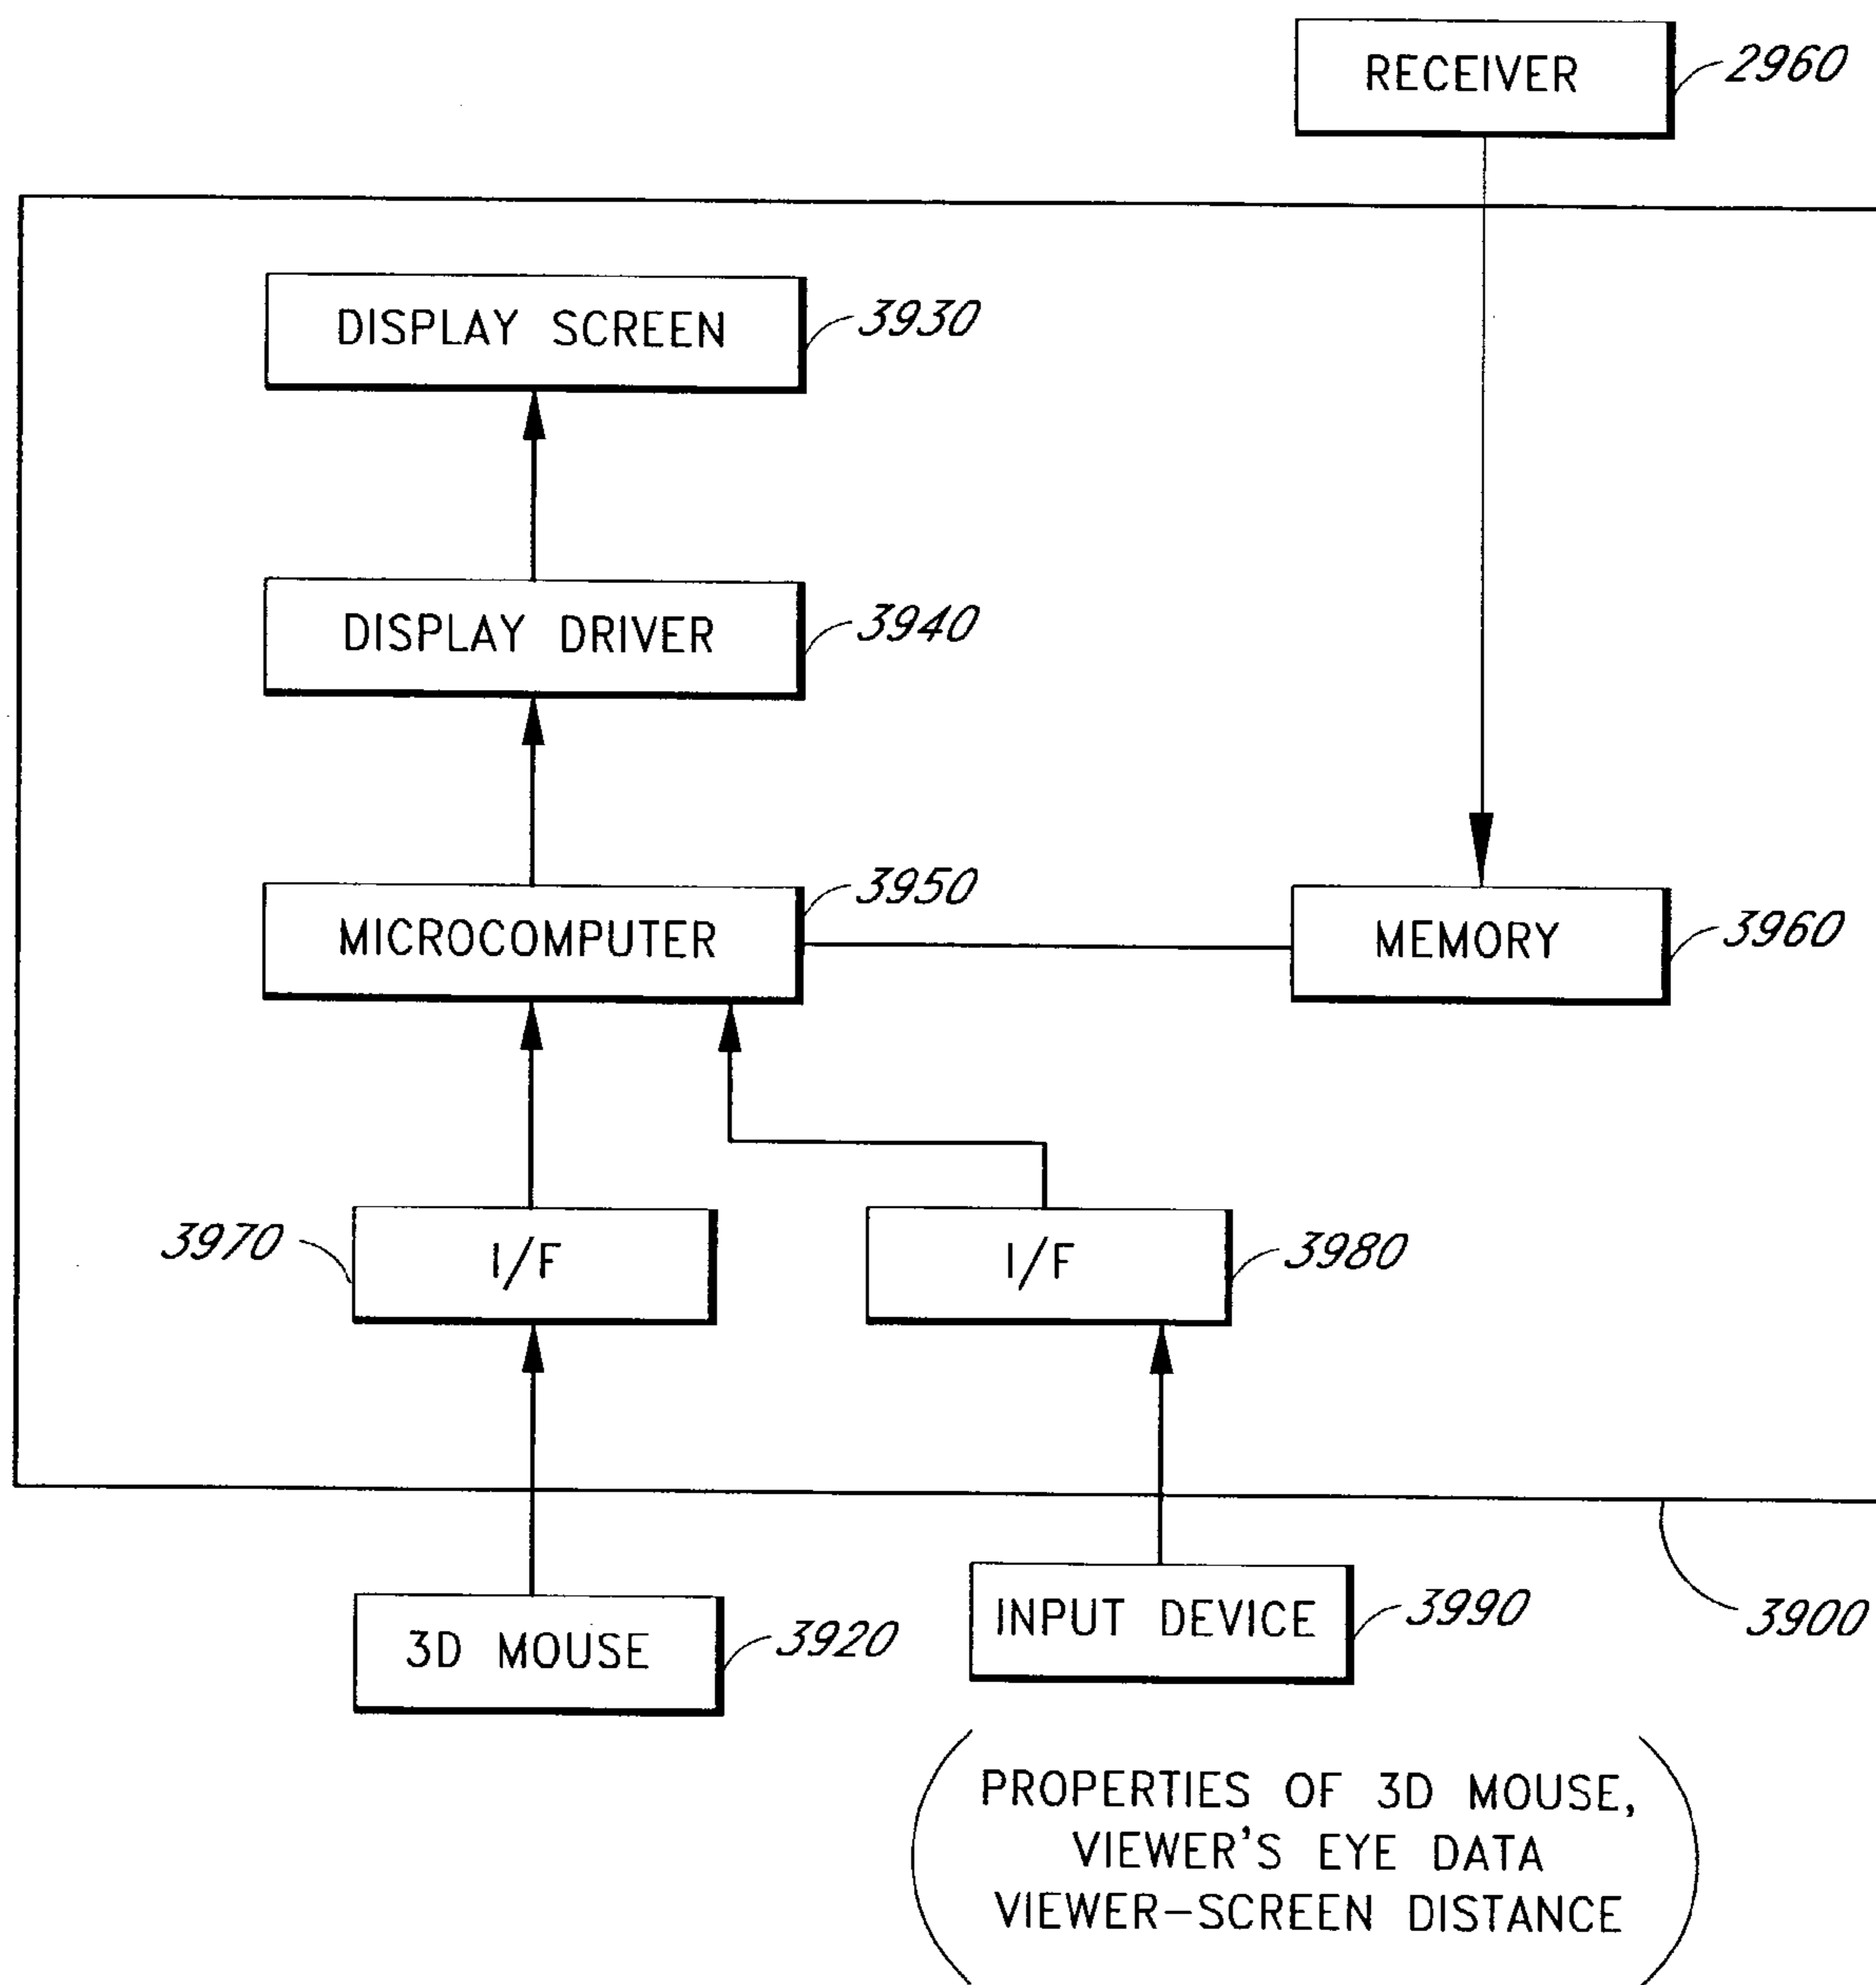 RECEIVER
2960
DISPLAY SCREEN
3930
DISPLAY DRIVER
3940
MICROCOMPUTER
3950
MEMORY
3960
3970
I/F
I/F
3980
3D MOUSE
3920
INPUT DEVICE
3990
3900
PROPERTIES OF 3D MOUSE,
VIEWER'S EYE DATA
VIEWER-SCREEN DISTANCE